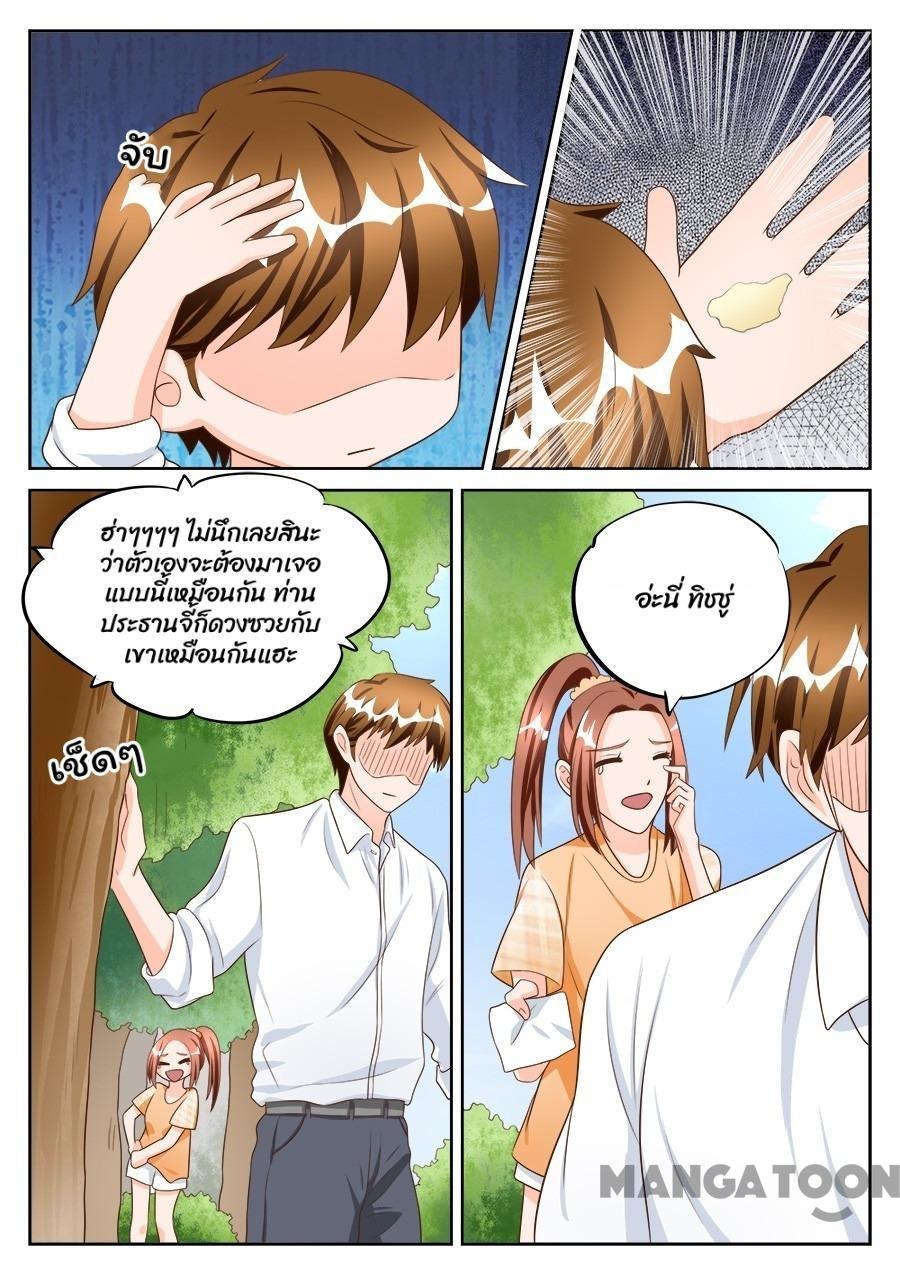 จับ
ฮ่าๆๆๆๆ ไม่นึกเลยสินะ
ว่าตัวเองจะต้องมาเจอ
แบบนี้เหมือนกัน ท่าน
ประธานจี้ก็ดวงซวยกับ
เขาเหมือนกันแฮะ
เช็ดๆ
อ่ะนี่ ทิชชู่
MANGATOON